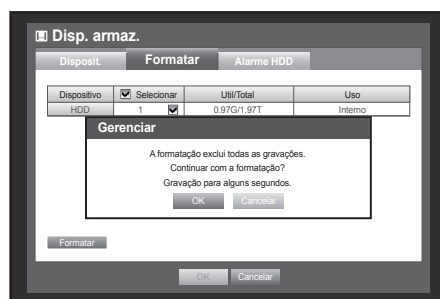 Disp. armaz.
Disposit. Formatar Alarme HDD
Dispositivo Selecionar Util/Total Uso
HDD 1 0.97G/1.97T Interno
Gerenciar
A formatação exclui todas as gravações.
Continuar com a formatação?
Gravação para alguns segundos.
OK Cancelar
Formatar
OK Cancelar